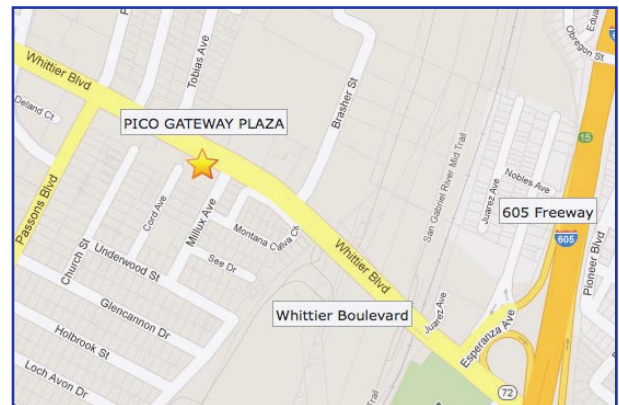 Whittier Blvd
Tobias Ave
Obregon St
Deland Ct
Brasher St
PICO GATEWAY PLAZA
15
San Gabriel River Mid Trail
Nobles Ave
Juarez Ave
605 Freeway
605
Pioneer Blvd
Passons Blvd
Cord Ave
Millux Ave
Montana Calva Ct
Church St
Underwood St
See Dr
Whittier Blvd
Whittier Boulevard
Juarez Ave
Esperanza Ave
Glencannon Dr
Holbrook St
Loch Avon Dr
Trail
72